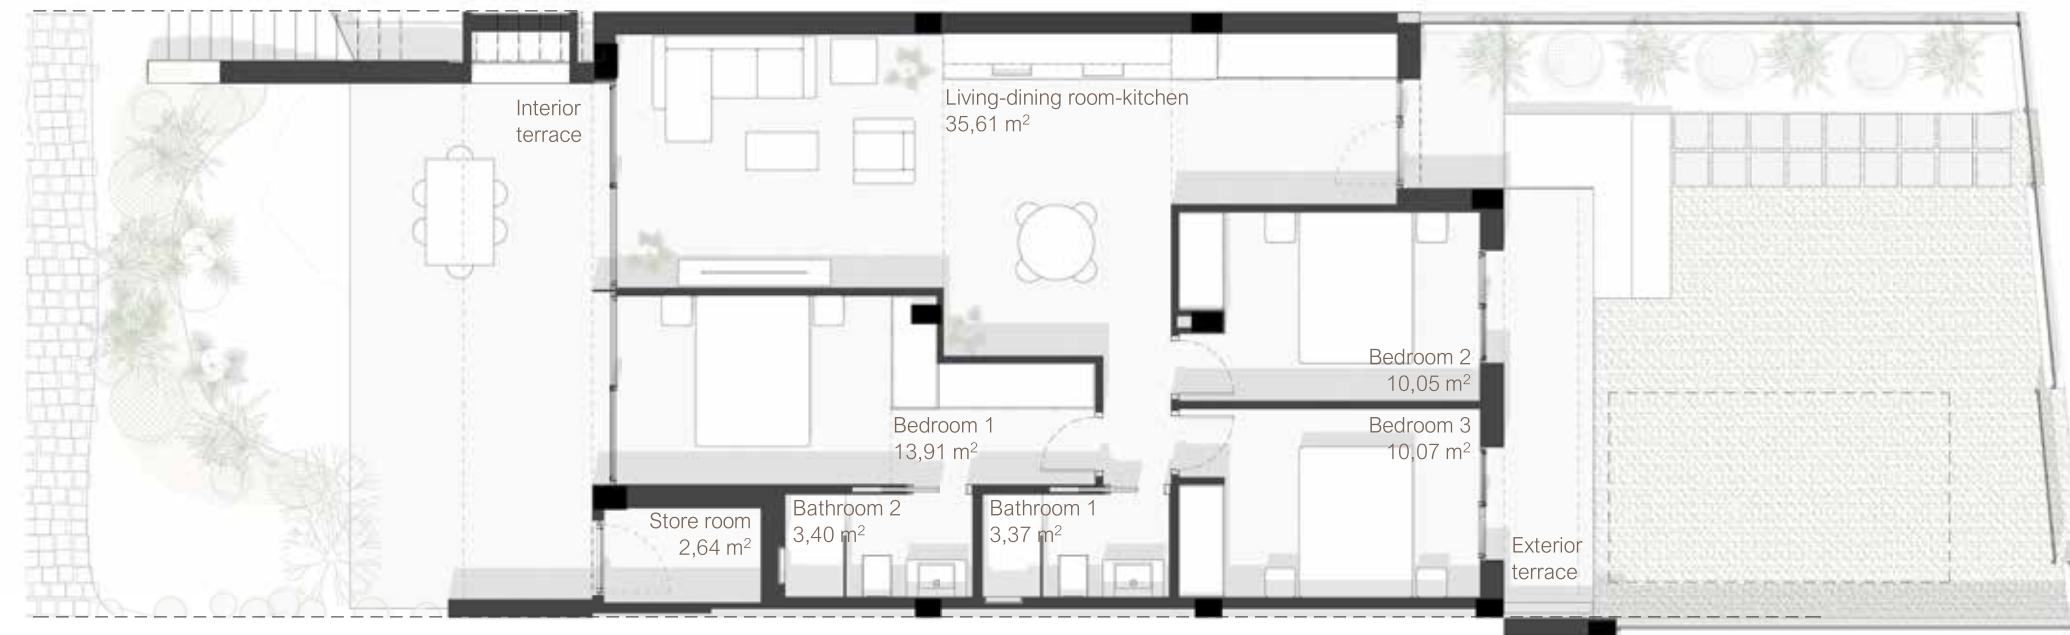 Interior
terrace
Living-dining room-kitchen
35,61 m²
Bedroom 2
10,05 m²
Bedroom 1
13,91 m²
Bedroom 3
10,07 m²
Store room
2,64 m²
Bathroom 2
3,40 m²
Bathroom 1
3,37 m²
Exterior
terrace